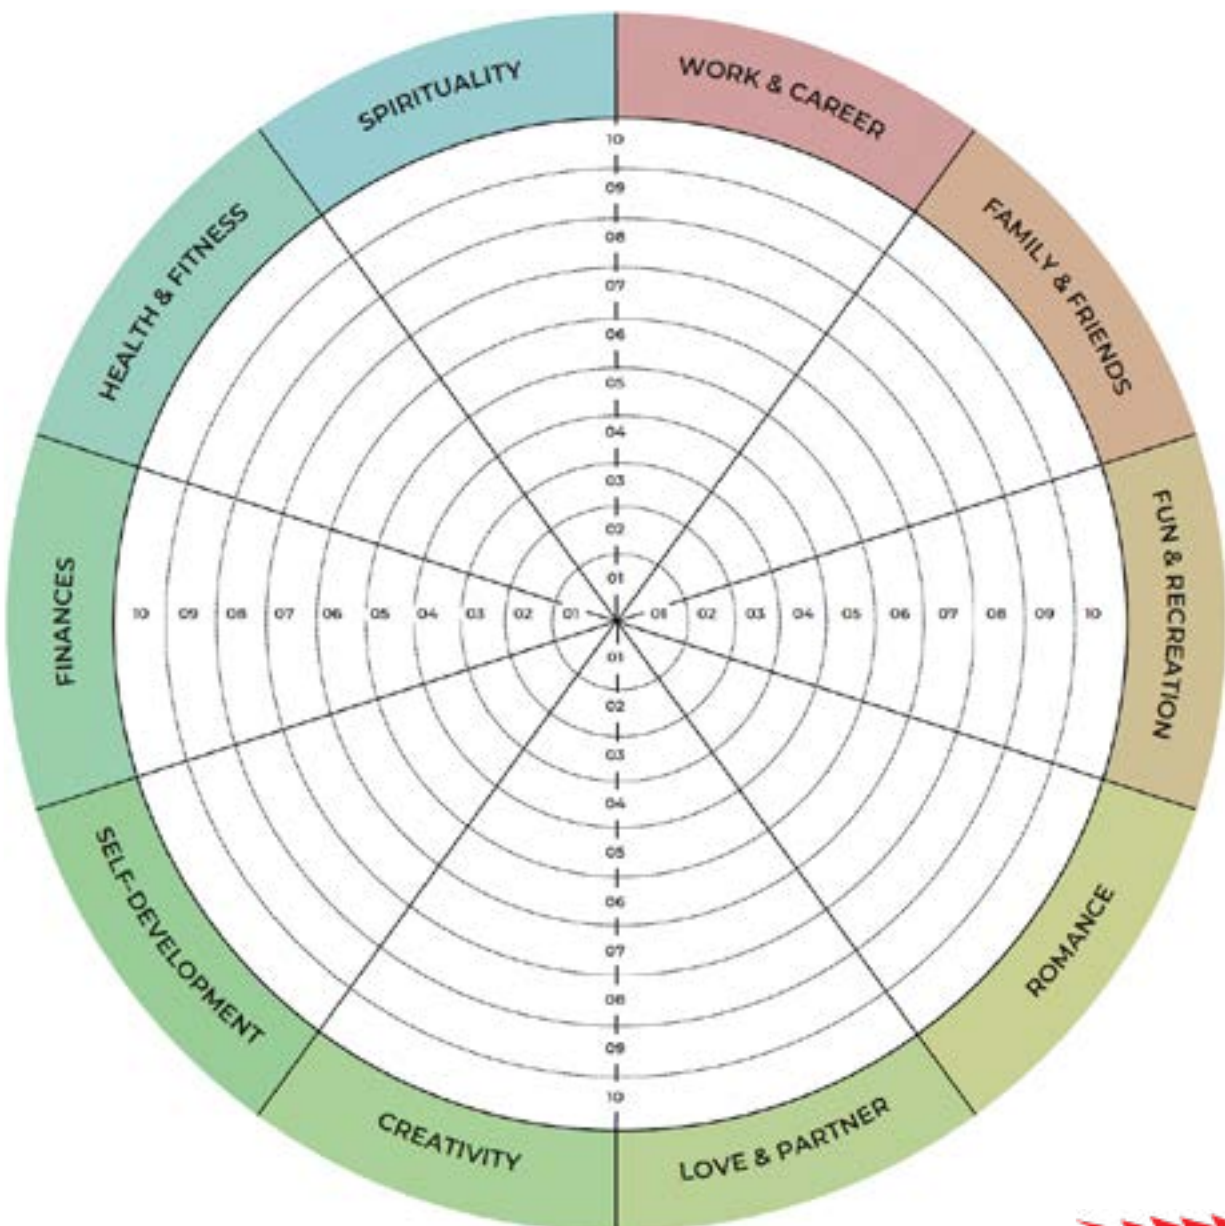 SPIRITUALITY
WORK & CAREER
FAMILY & FRIENDS
FUN & RECREATION
ROMANCE
LOVE & PARTNER
CREATIVITY
SELF-DEVELOPMENT
FINANCES
HEALTH & FITNESS
10
09
08
07
06
05
04
03
02
01
10 09 08 07 06 05 04 03 02 01 01 02 03 04 05 06 07 08 09 10
01
02
03
04
05
06
07
08
09
10